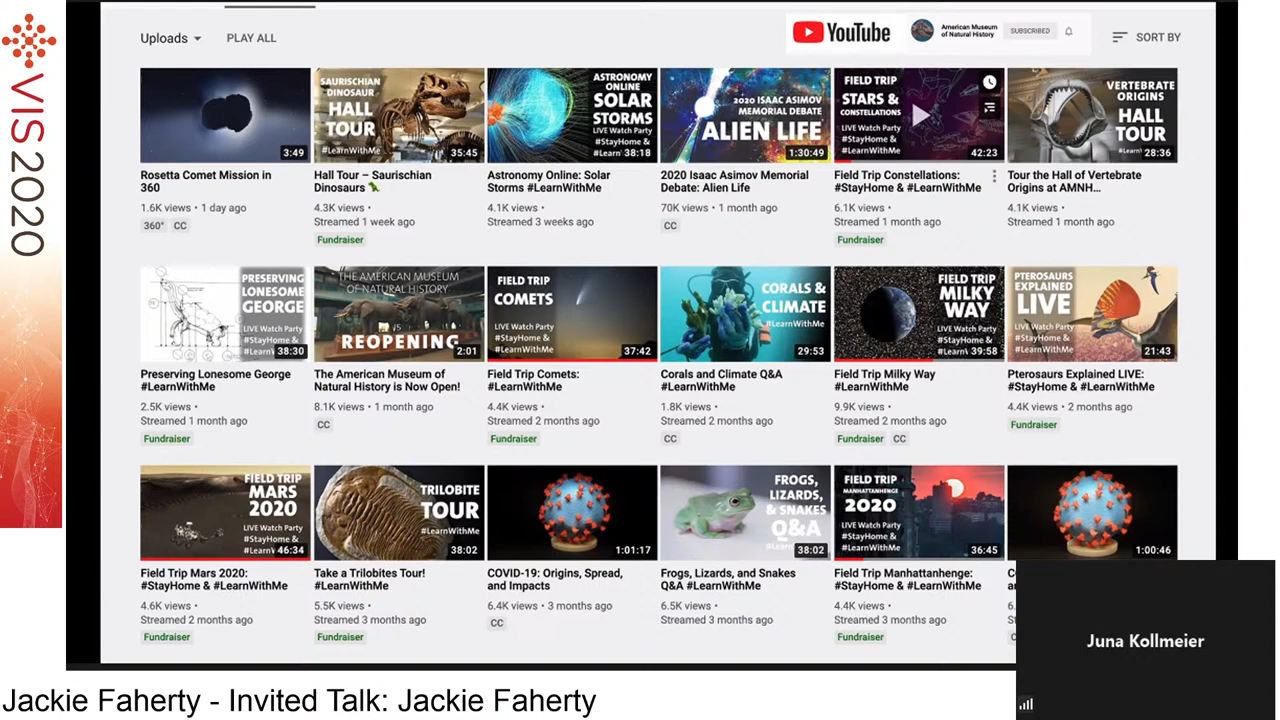 VIS2020
Uploads
PLAY ALL
YouTube
American Museum
of Natural History
SUBSCRIBED
SORT BY
3:49
SAURISCHIAN
DINOSAUR
HALL
TOUR
LIVE Watch Party
#StayHome &
#LearnWithMe
35:45
ASTRONOMY
ONLINE
SOLAR
STORMS
LIVE Watch Party
#StayHome &
#Learn
38:18
2020 ISAAC ASIMOV
MEMORIAL DEBATE
ALIEN LIFE
1:30:49
FIELD TRIP
STARS &
CONSTELLATIONS
LIVE Watch Party
#StayHome &
#LearnWithMe
42:23
VERTEBRATE
ORIGINS
HALL
TOUR
#Learn
28:36
Rosetta Comet Mission in
360
1.6K views • 1 day ago
360° CC
Hall Tour – Saurischian
Dinosaurs 🦖
4.3K views •
Streamed 1 week ago
Fundraiser
Astronomy Online: Solar
Storms #LearnWithMe
4.1K views •
Streamed 3 weeks ago
2020 Isaac Asimov Memorial
Debate: Alien Life
70K views • 1 month ago
CC
Field Trip Constellations:
#StayHome & #LearnWithMe
6.1K views •
Streamed 1 month ago
Fundraiser
Tour the Hall of Vertebrate
Origins at AMNH...
4.1K views •
Streamed 1 month ago
PRESERVING
LONESOME
GEORGE
LIVE Watch Party
#StayHome &
#Learn
38:30
THE AMERICAN MUSEUM
OF NATURAL HISTORY
IS
REOPENING
2:01
FIELD TRIP
COMETS
LIVE Watch Party
#StayHome &
#LearnWithMe
37:42
CORALS &
CLIMATE
#LearnWithMe
29:53
FIELD TRIP
MILKY
WAY
LIVE Watch Party
#StayHome &
#Learn
39:58
PTEROSAURS
EXPLAINED
LIVE
LIVE Watch Party
#StayHome &
#LearnWithMe
21:43
Preserving Lonesome George
#LearnWithMe
2.5K views •
Streamed 1 month ago
Fundraiser
The American Museum of
Natural History is Now Open!
8.1K views • 1 month ago
CC
Field Trip Comets:
#LearnWithMe
4.4K views •
Streamed 2 months ago
Fundraiser
Corals and Climate Q&A
#LearnWithMe
1.8K views •
Streamed 2 months ago
CC
Field Trip Milky Way
#LearnWithMe
9.9K views •
Streamed 2 months ago
Fundraiser CC
Pterosaurs Explained LIVE:
#StayHome & #LearnWithMe
4.4K views • 2 months ago
Fundraiser
FIELD TRIP
MARS
2020
LIVE Watch Party
#StayHome &
#Learn
46:34
TRILOBITE
TOUR
#LearnWithMe
38:02
1:01:17
FROGS,
LIZARDS,
& SNAKES
Q&A
38:02
FIELD TRIP
MANHATTANHENGE
2020
LIVE Watch Party
#StayHome &
#LearnWithMe
36:45
1:00:46
Field Trip Mars 2020:
#StayHome & #LearnWithMe
4.6K views •
Streamed 2 months ago
Fundraiser
Take a Trilobites Tour!
#LearnWithMe
5.5K views •
Streamed 3 months ago
Fundraiser
COVID-19: Origins, Spread,
and Impacts
6.4K views • 3 months ago
CC
Frogs, Lizards, and Snakes
Q&A #LearnWithMe
6.5K views •
Streamed 3 months ago
Field Trip Manhattanhenge:
#StayHome & #LearnWithMe
4.4K views •
Streamed 3 months ago
Fundraiser
Juna Kollmeier
Jackie Faherty - Invited Talk: Jackie Faherty